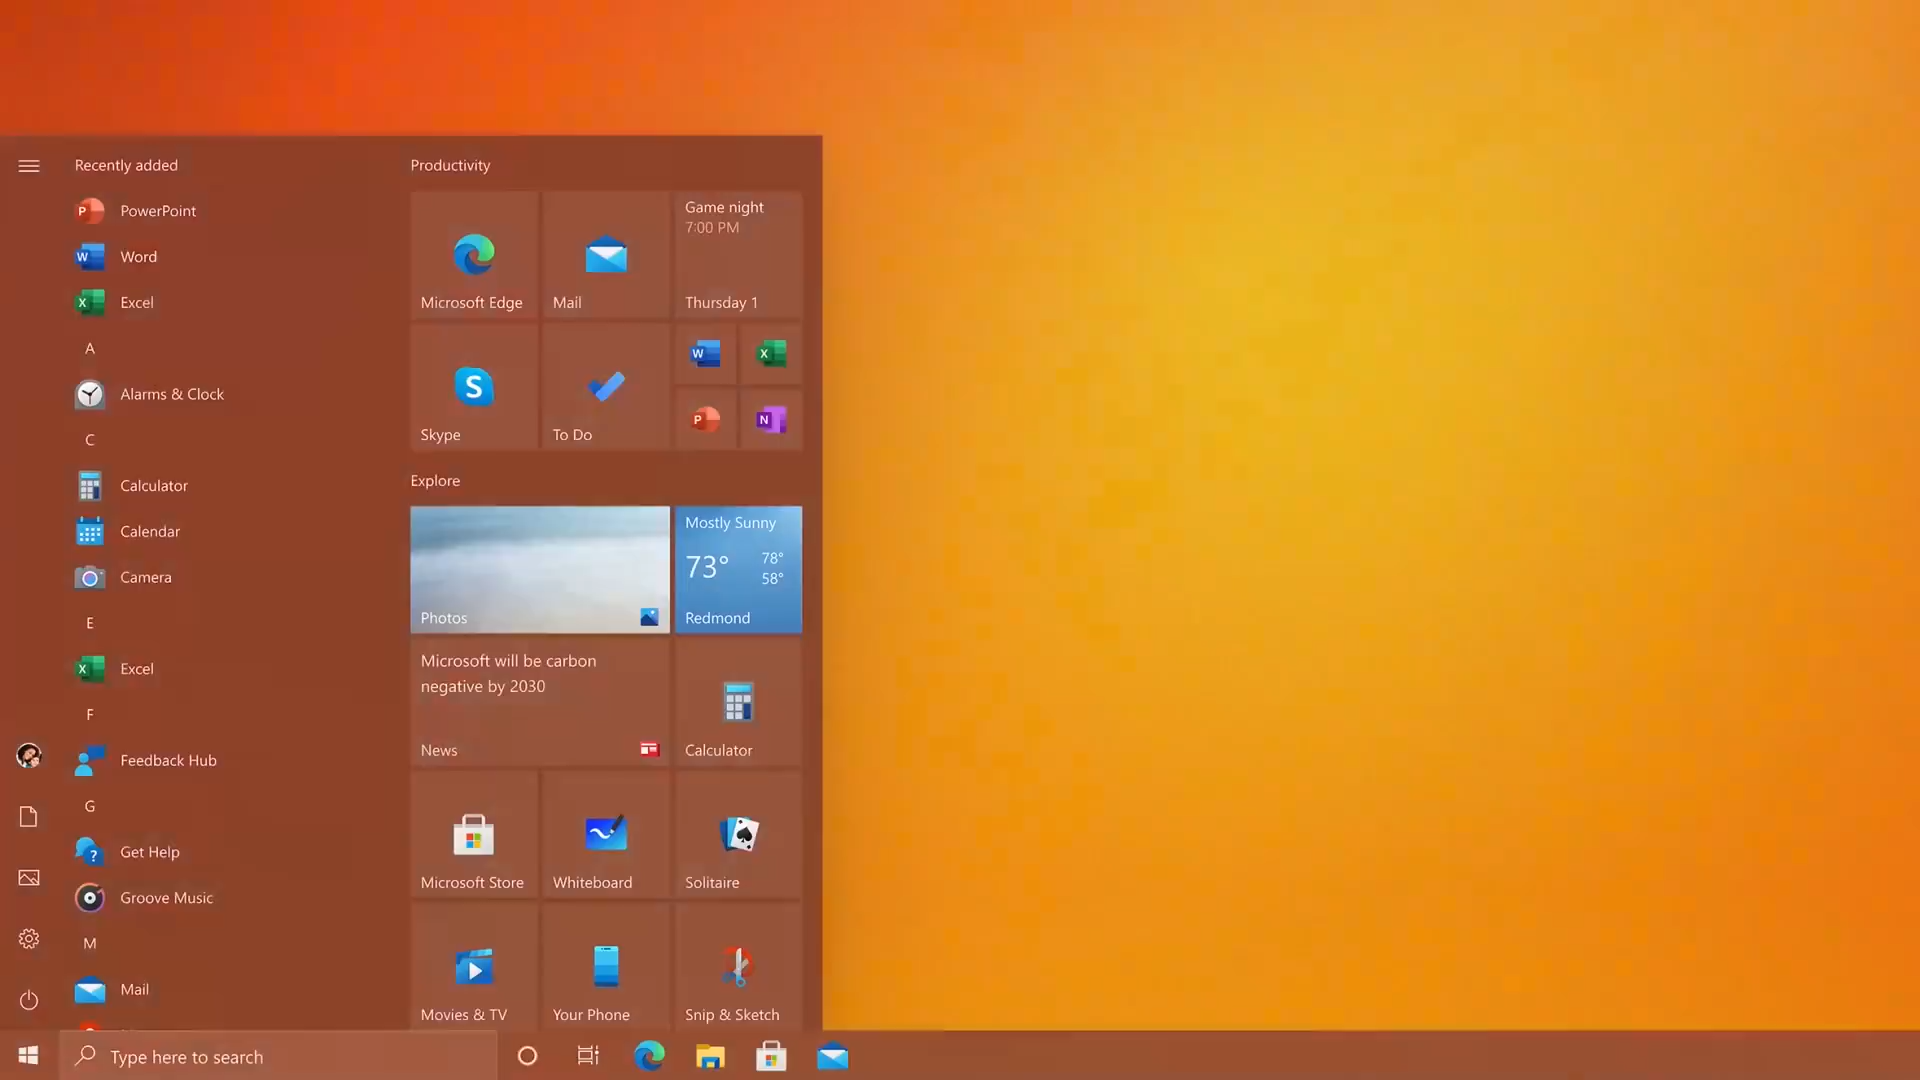 Recently added
PowerPoint
Word
Excel
A
Alarms & Clock
C
Calculator
Calendar
Camera
E
Excel
F
Feedback Hub
G
Get Help
Groove Music
M
Mail
Productivity
Microsoft Edge
Mail
Game night
7:00 PM
Thursday 1
Skype
To Do
Explore
Photos
Mostly Sunny
73°
78°
58°
Redmond
Microsoft will be carbon
negative by 2030
News
Calculator
Microsoft Store
Whiteboard
Solitaire
Movies & TV
Your Phone
Snip & Sketch
Type here to search